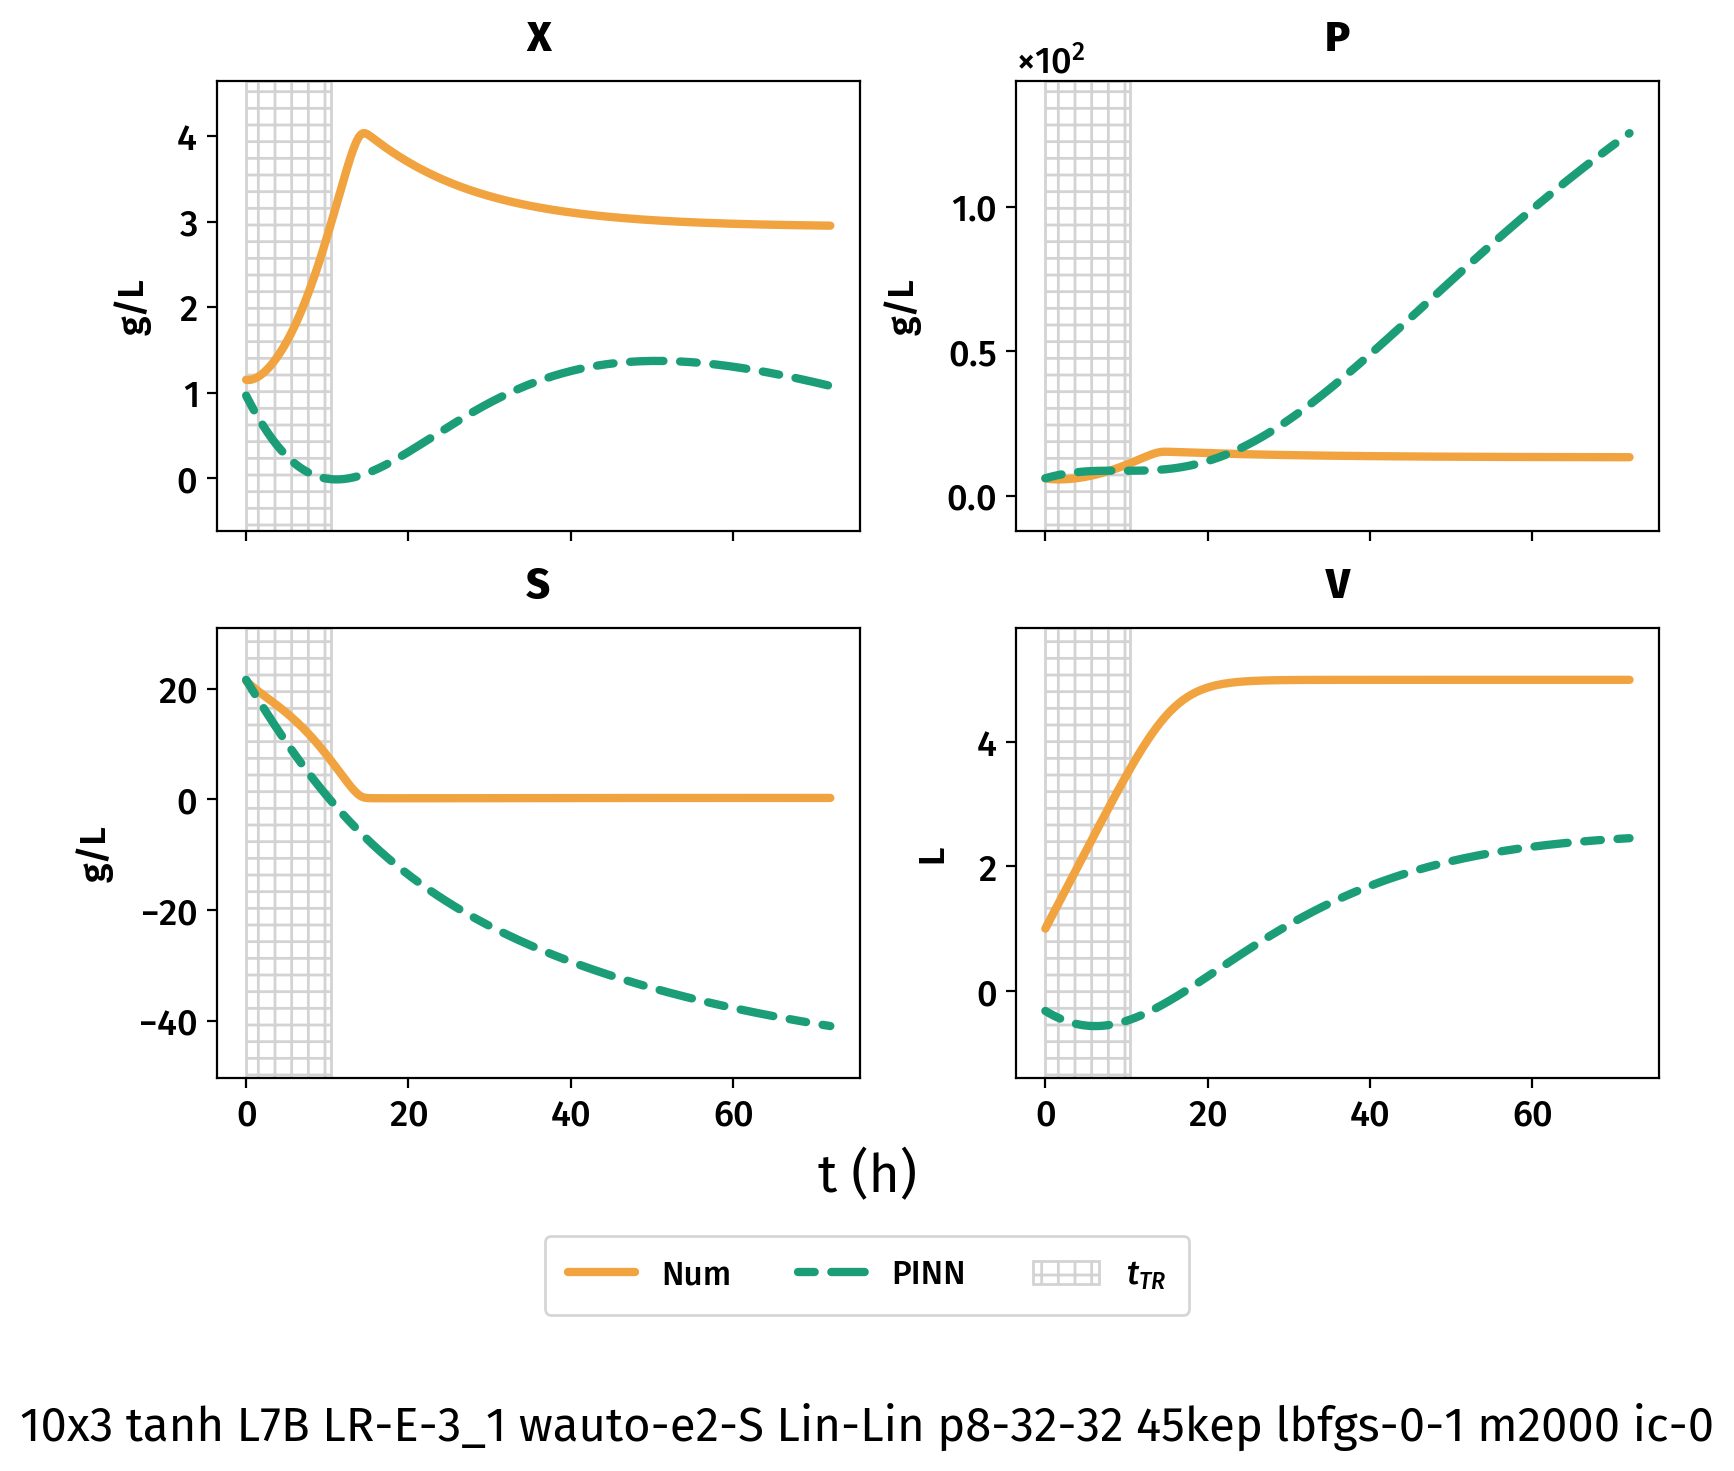 X
P
×10²
4
3
2
1
0
g/L
1.0
0.5
0.0
g/L
S
V
20
0
−20
−40
g/L
4
2
0
L
0 20 40 60
0 20 40 60
t (h)
Num PINN t_TR
10x3 tanh L7B LR-E-3_1 wauto-e2-S Lin-Lin p8-32-32 45kep lbfgs-0-1 m2000 ic-0